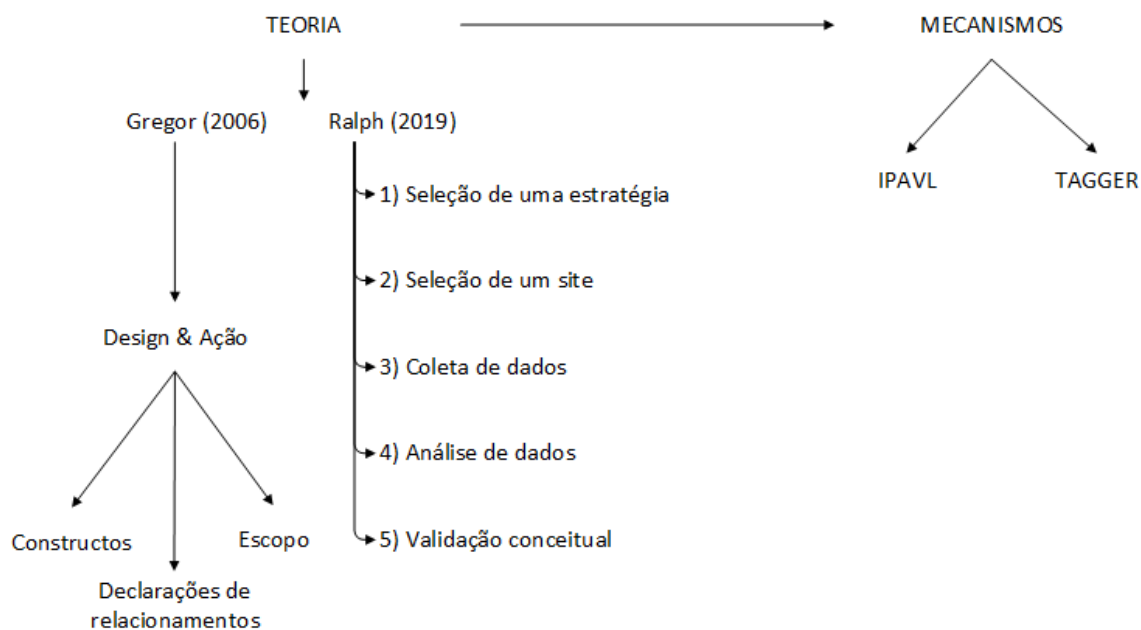 TEORIA
MECANISMOS
Gregor (2006)
Ralph (2019)
IPAVL
TAGGER
1) Seleção de uma estratégia
2) Seleção de um site
Design & Ação
3) Coleta de dados
4) Análise de dados
Constructos
Escopo
5) Validação conceitual
Declarações de
relacionamentos